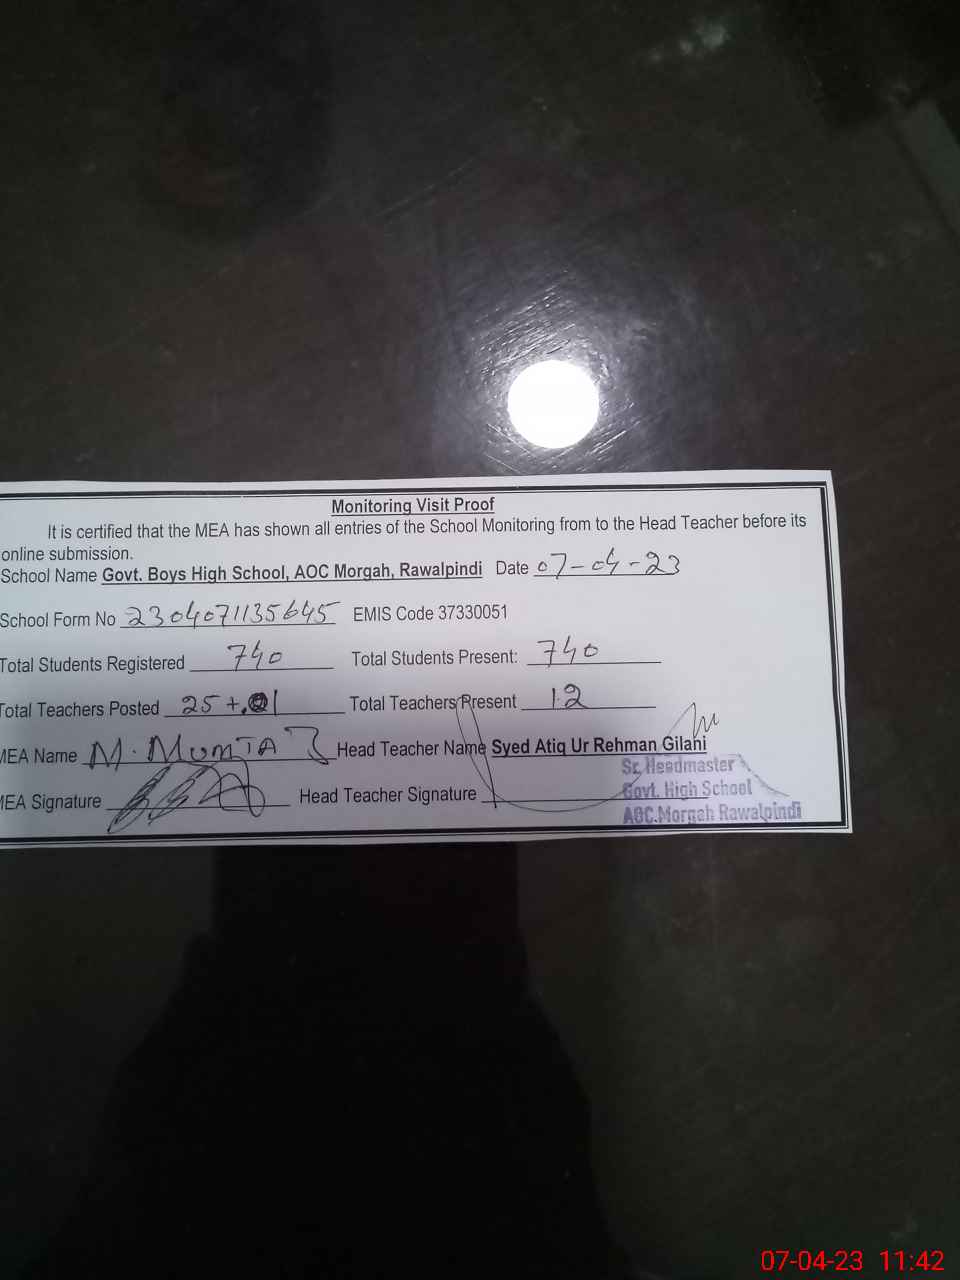 Monitoring Visit Proof
It is certified that the MEA has shown all entries of the School Monitoring from to the Head Teacher before its
online submission.
School Name Govt. Boys High School, AOC Morgah, Rawalpindi Date 07-04-23
School Form No 2304071135645 EMIS Code 37330051
Total Students Registered 740 Total Students Present: 740
Total Teachers Posted 25+01 Total Teachers Present 12
MEA Name M. MUMTAZ Head Teacher Name Syed Atiq Ur Rehman Gilani
MEA Signature Head Teacher Signature
Sr. Headmaster
Govt. High School
AOC.Morgah Rawalpindi
07-04-23 11:42